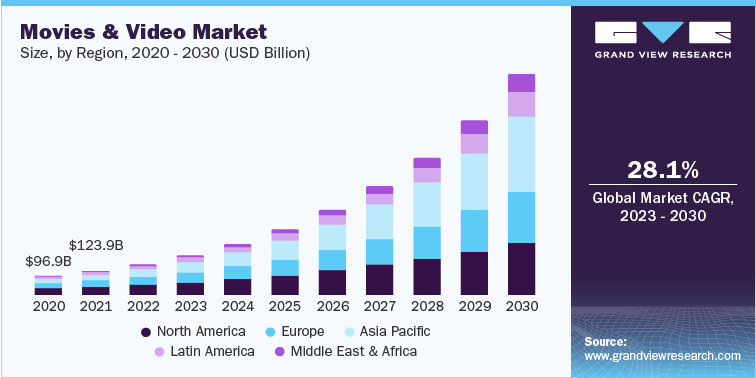 Movies & Video Market
Size, by Region, 2020 - 2030 (USD Billion)
$96.9B
$123.9B
2020 2021 2022 2023 2024 2025 2026 2027 2028 2029 2030
North America Europe Asia Pacific
Latin America Middle East & Africa
GRAND VIEW RESEARCH
28.1%
Global Market CAGR,
2023 - 2030
Source:
www.grandviewresearch.com